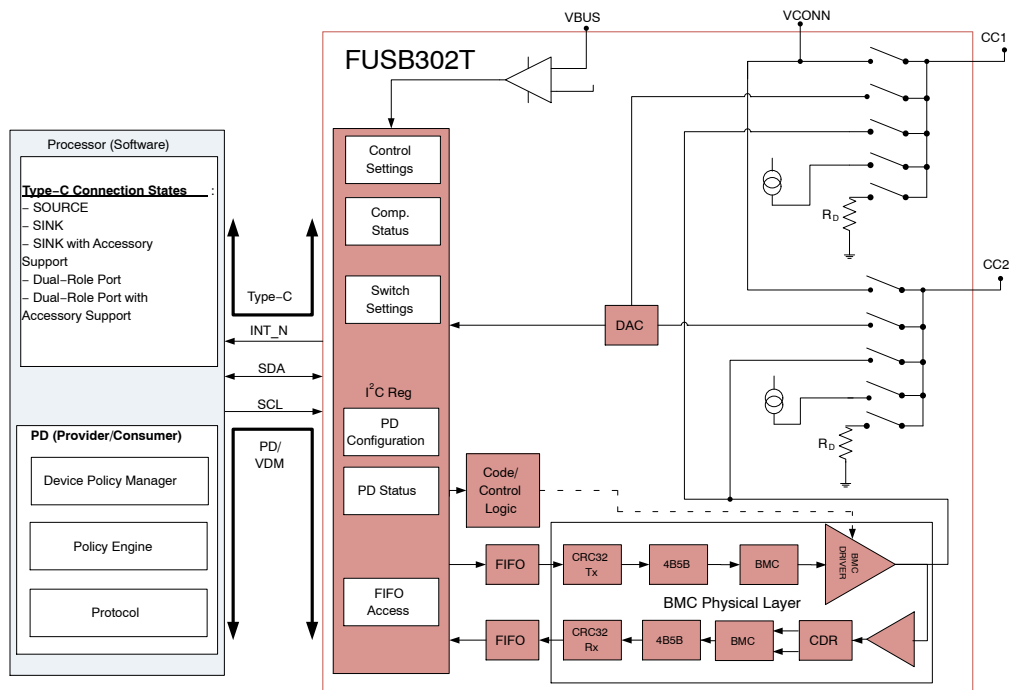 VBUS
VCONN
CC1
FUSB302T
Processor (Software)
Type−C Connection States :
− SOURCE
− SINK
− SINK with Accessory
Support
− Dual−Role Port
− Dual−Role Port with
Accessory Support
PD (Provider/Consumer)
Device Policy Manager
Policy Engine
Protocol
Type−C
INT_N
SDA
SCL
PD/
VDM
Control
Settings
Comp.
Status
Switch
Settings
I²C Reg
PD
Configuration
PD Status
FIFO
Access
RD
CC2
DAC
RD
Code/
Control
Logic
FIFO
CRC32
Tx
4B5B
BMC
BMC
DRIVER
BMC Physical Layer
FIFO
CRC32
Rx
4B5B
BMC
CDR